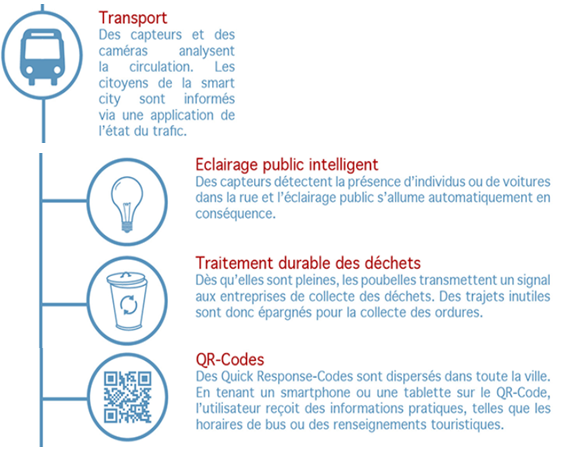 Transport
Des capteurs et des
caméras analysent
la circulation. Les
citoyens de la smart
city sont informés
via une application de
l'état du trafic.
Eclairage public intelligent
Des capteurs détectent la présence d'individus ou de voitures
dans la rue et l'éclairage public s'allume automatiquement en
conséquence.
Traitement durable des déchets
Dès qu'elles sont pleines, les poubelles transmettent un signal
aux entreprises de collecte des déchets. Des trajets inutiles
sont donc épargnés pour la collecte des ordures.
QR-Codes
Des Quick Response-Codes sont dispersés dans toute la ville.
En tenant un smartphone ou une tablette sur le QR-Code,
l'utilisateur reçoit des informations pratiques, telles que les
horaires de bus ou des renseignements touristiques.